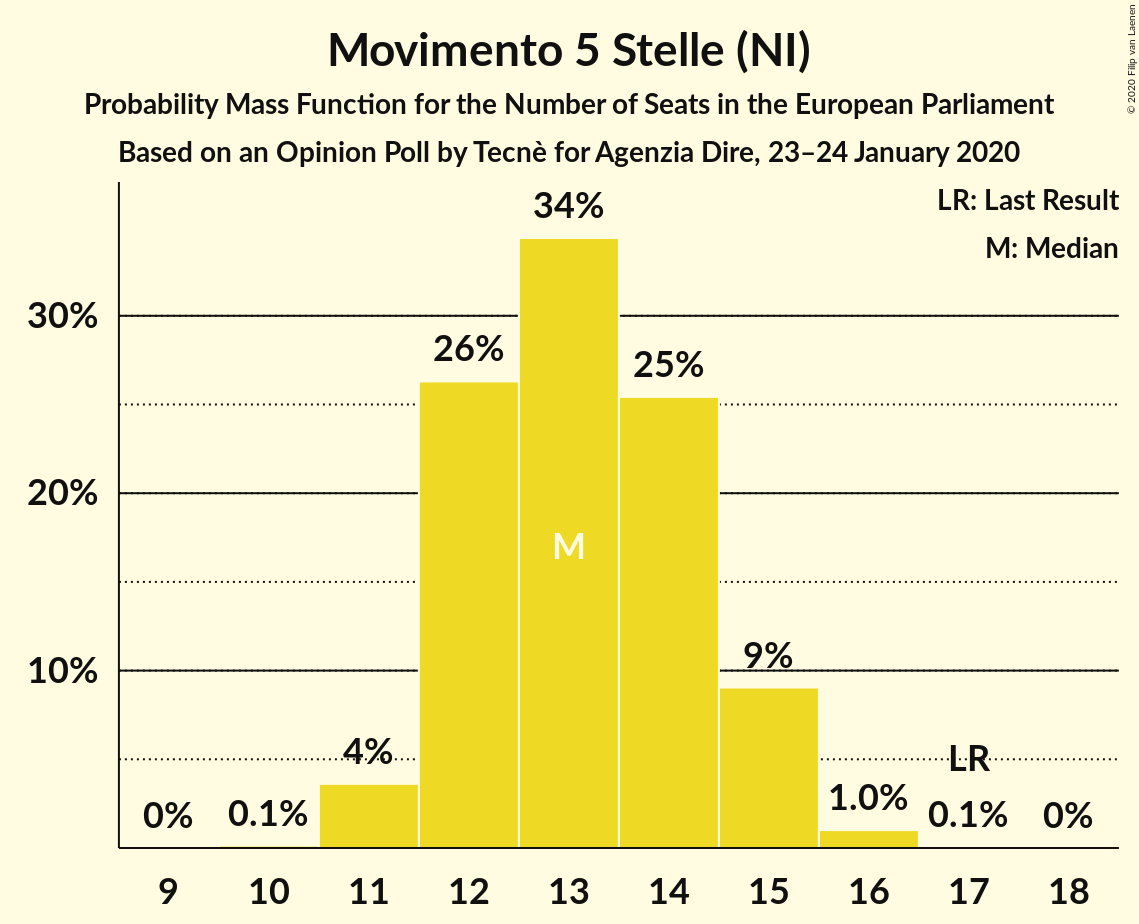 Movimento 5 Stelle (NI)
Probability Mass Function for the Number of Seats in the European Parliament
Based on an Opinion Poll by Tecnè for Agenzia Dire, 23–24 January 2020
© 2020 Filip van Laenen
LR: Last Result
M: Median
34%
30%
26%
25%
20%
M
10%
9%
4%
LR
0%
0.1%
1.0%
0.1%
0%
9 10 11 12 13 14 15 16 17 18